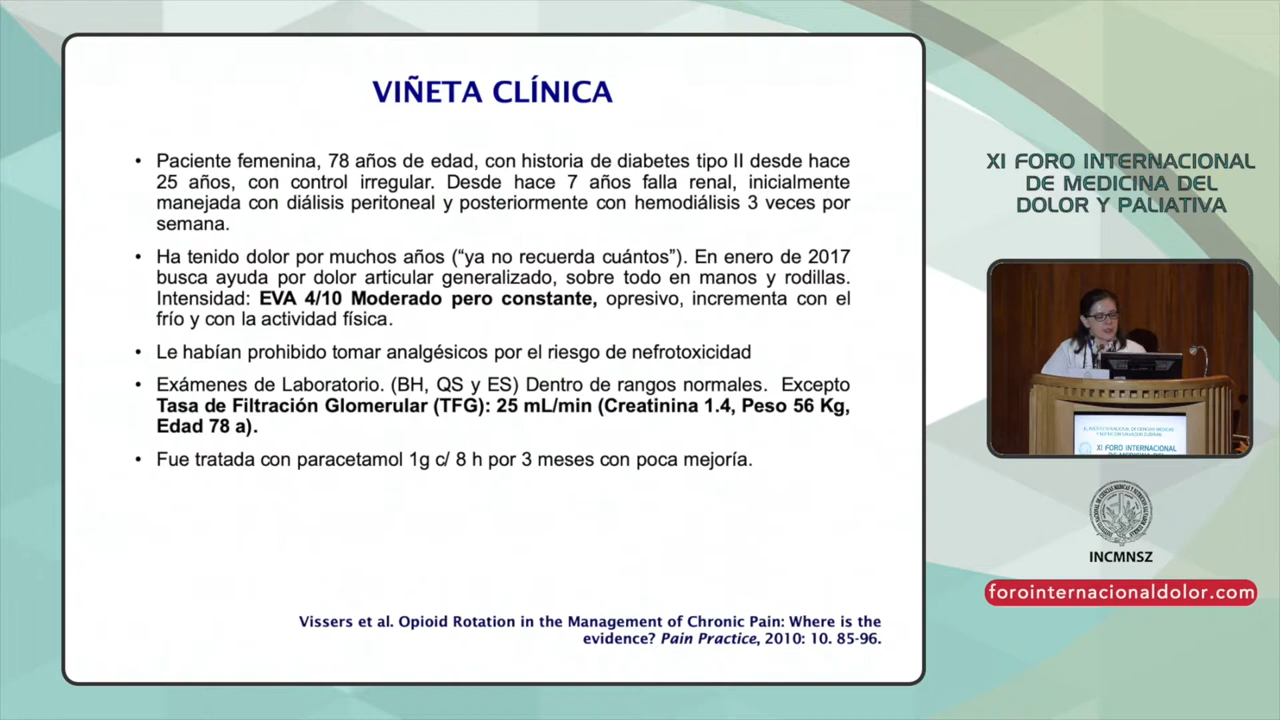 VIÑETA CLÍNICA
• Paciente femenina, 78 años de edad, con historia de diabetes tipo II desde hace
25 años, con control irregular. Desde hace 7 años falla renal, inicialmente
manejada con diálisis peritoneal y posteriormente con hemodiálisis 3 veces por
semana.
• Ha tenido dolor por muchos años (“ya no recuerda cuántos”). En enero de 2017
busca ayuda por dolor articular generalizado, sobre todo en manos y rodillas.
Intensidad: EVA 4/10 Moderado pero constante, opresivo, incrementa con el
frío y con la actividad física.
• Le habían prohibido tomar analgésicos por el riesgo de nefrotoxicidad
• Exámenes de Laboratorio. (BH, QS y ES) Dentro de rangos normales. Excepto
Tasa de Filtración Glomerular (TFG): 25 mL/min (Creatinina 1.4, Peso 56 Kg,
Edad 78 a).
• Fue tratada con paracetamol 1g c/ 8 h por 3 meses con poca mejoría.
Vissers et al. Opioid Rotation in the Management of Chronic Pain: Where is the
evidence? Pain Practice, 2010: 10. 85-96.
XI FORO INTERNACIONAL
DE MEDICINA DEL
DOLOR Y PALIATIVA
XI FORO INTERNACIONAL
INCMNSZ
forointernacionaldolor.com